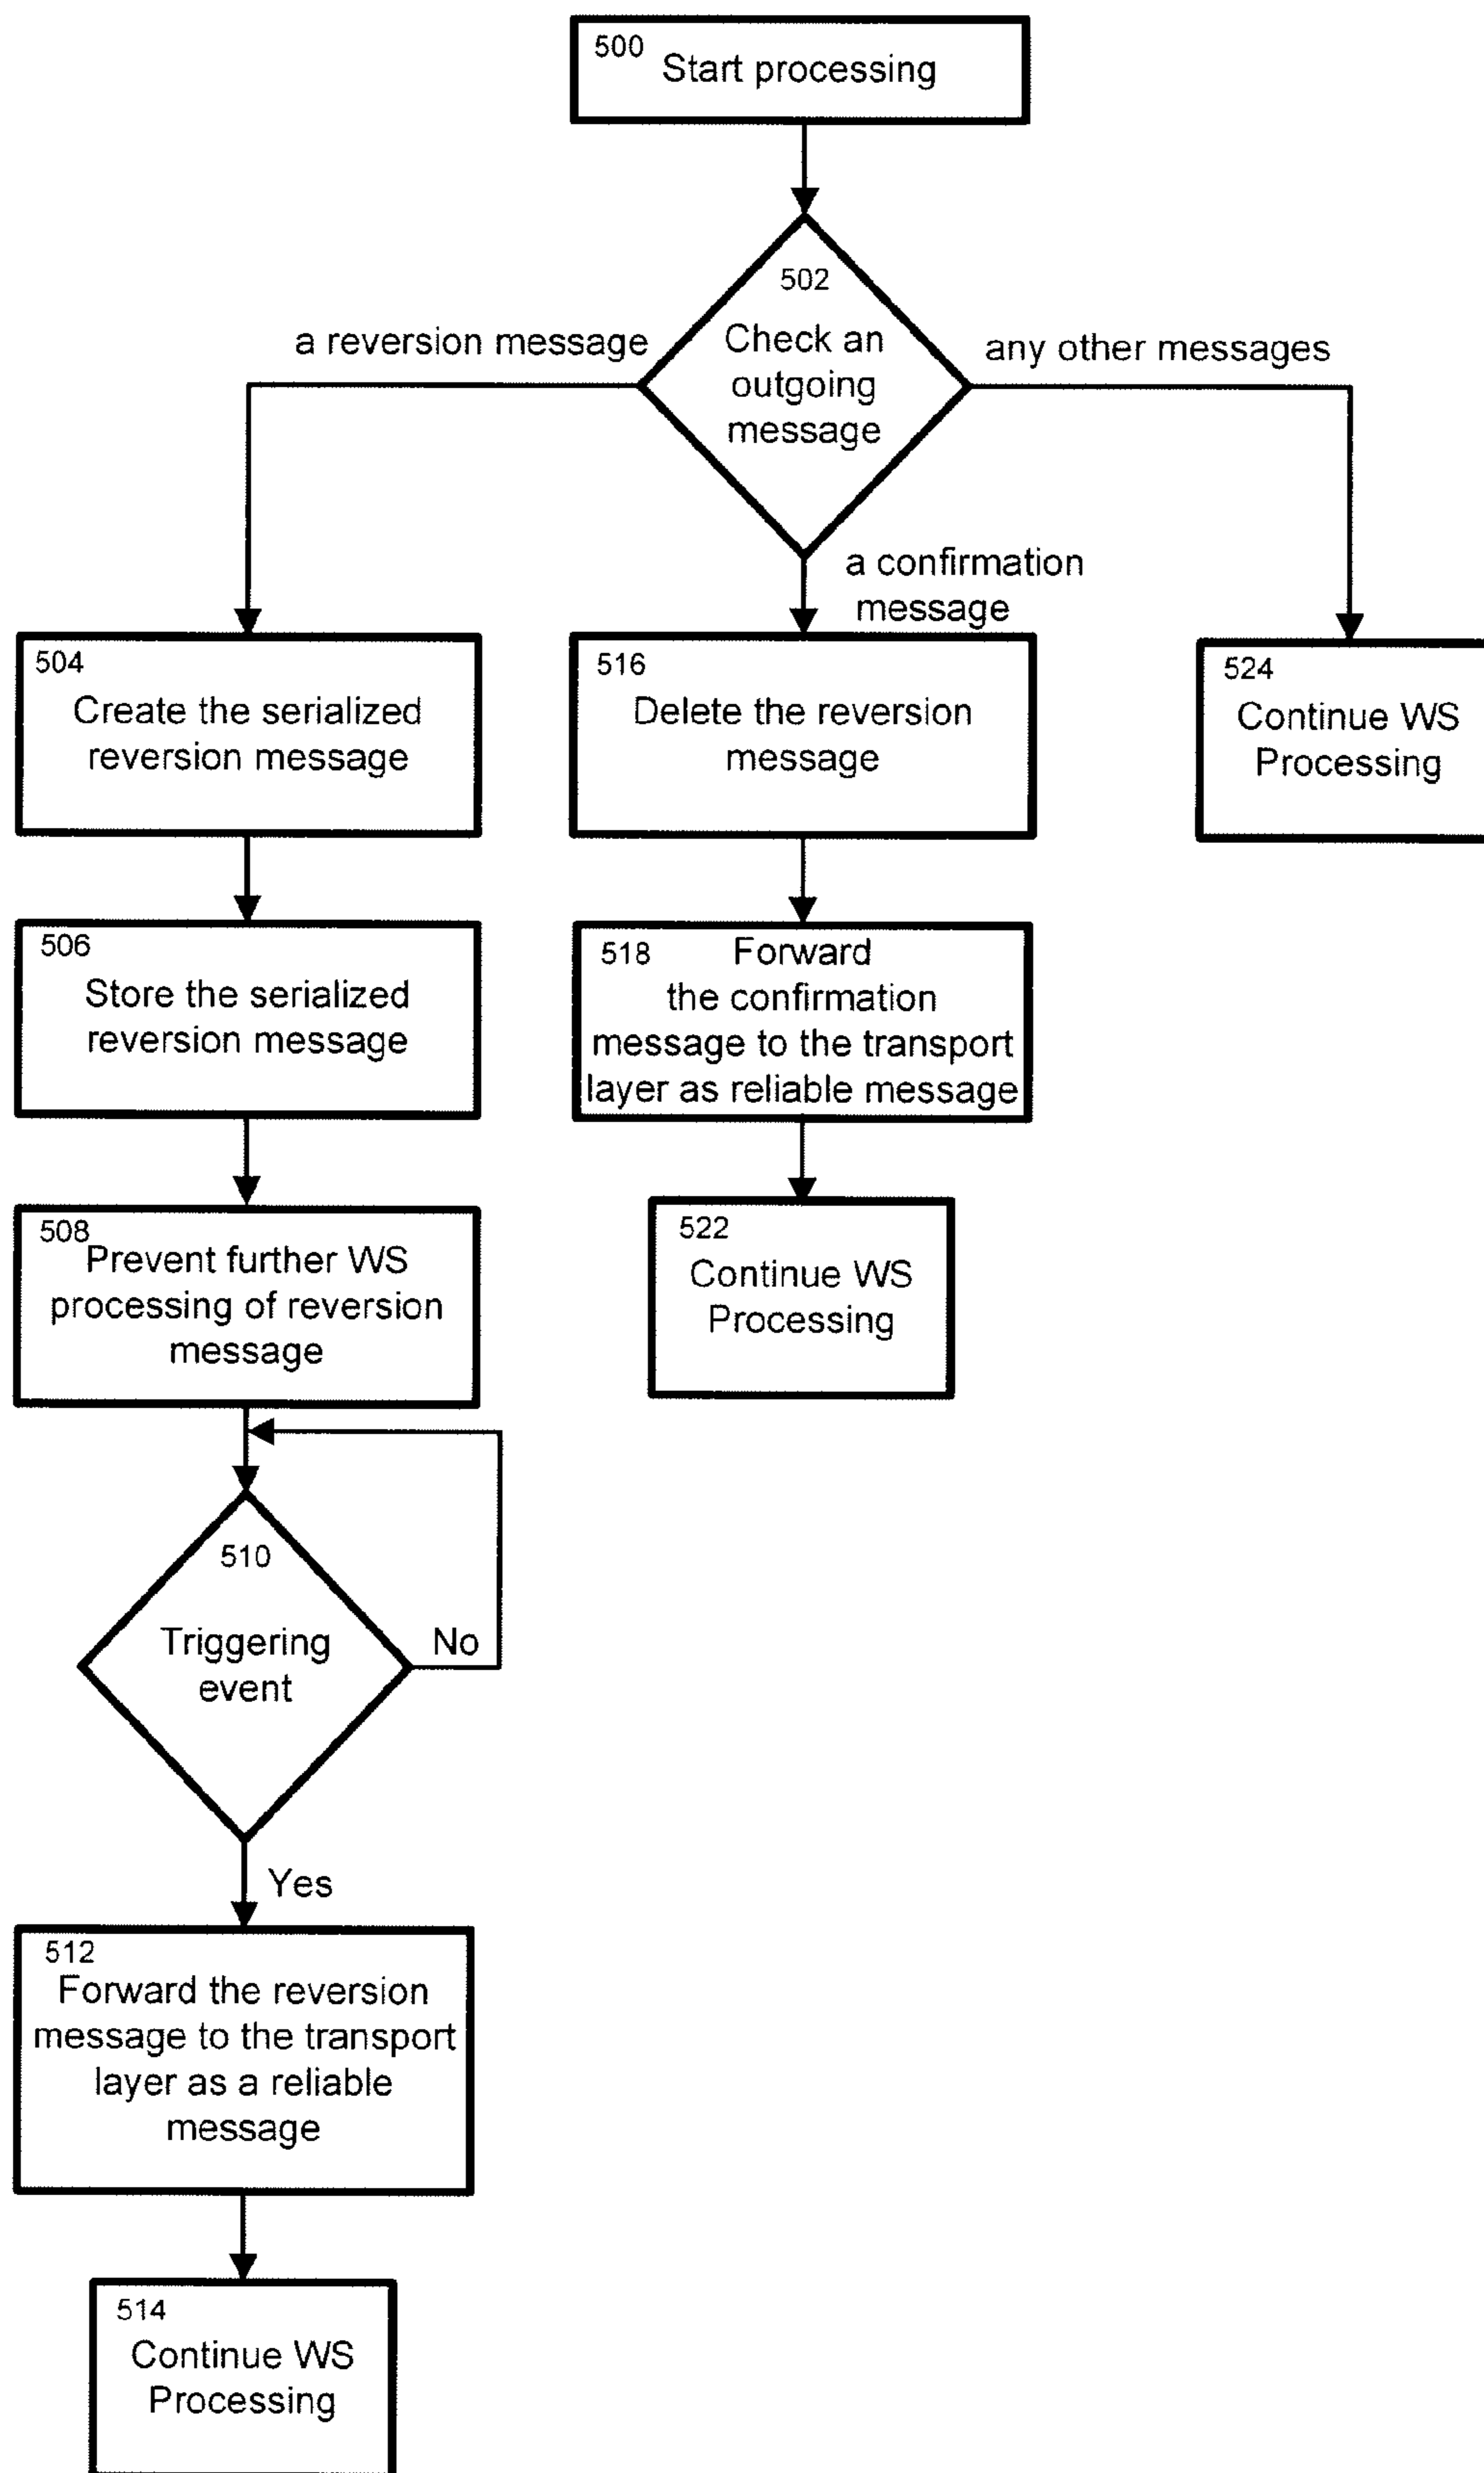 500
Start processing
502
Check an
outgoing
message
a reversion message
any other messages
a confirmation
message
504
Create the serialized
reversion message
516
Delete the reversion
message
524
Continue WS
Processing
506
Store the serialized
reversion message
518 Forward
the confirmation
message to the transport
layer as reliable message
508
Prevent further WS
processing of reversion
message
522
Continue WS
Processing
510
Triggering
event
No
Yes
512
Forward the reversion
message to the transport
layer as a reliable
message
514
Continue WS
Processing